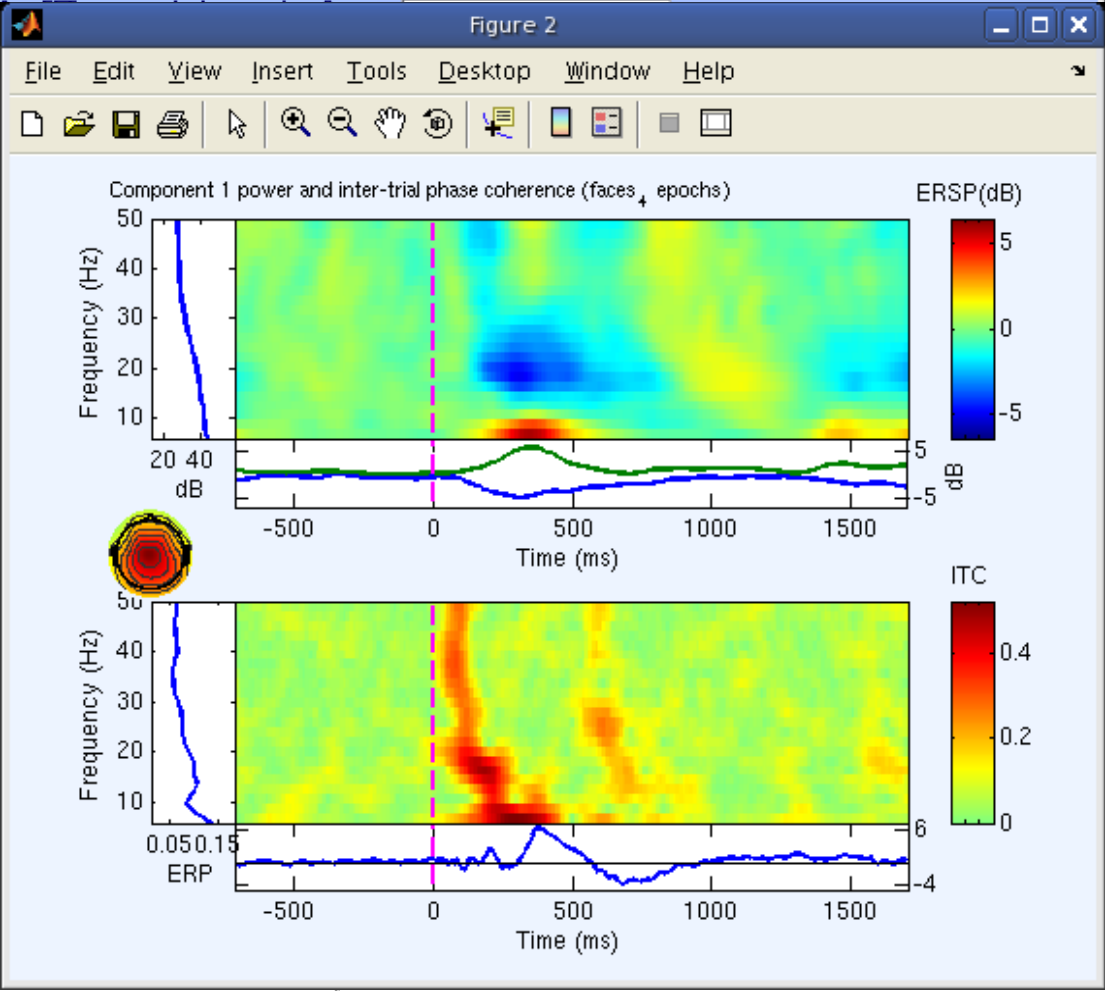 Figure 2
File Edit View Insert Tools Desktop Window Help
Component 1 power and inter-trial phase coherence (faces4 epochs)
ERSP(dB)
50
40
30
20
10
Frequency (Hz)
5
0
-5
20 40
dB
5
-5
dB
-500 0 500 1000 1500
Time (ms)
ITC
50
40
30
20
10
Frequency (Hz)
0.4
0.2
0
0.05 0.15
ERP
6
-4
-500 0 500 1000 1500
Time (ms)